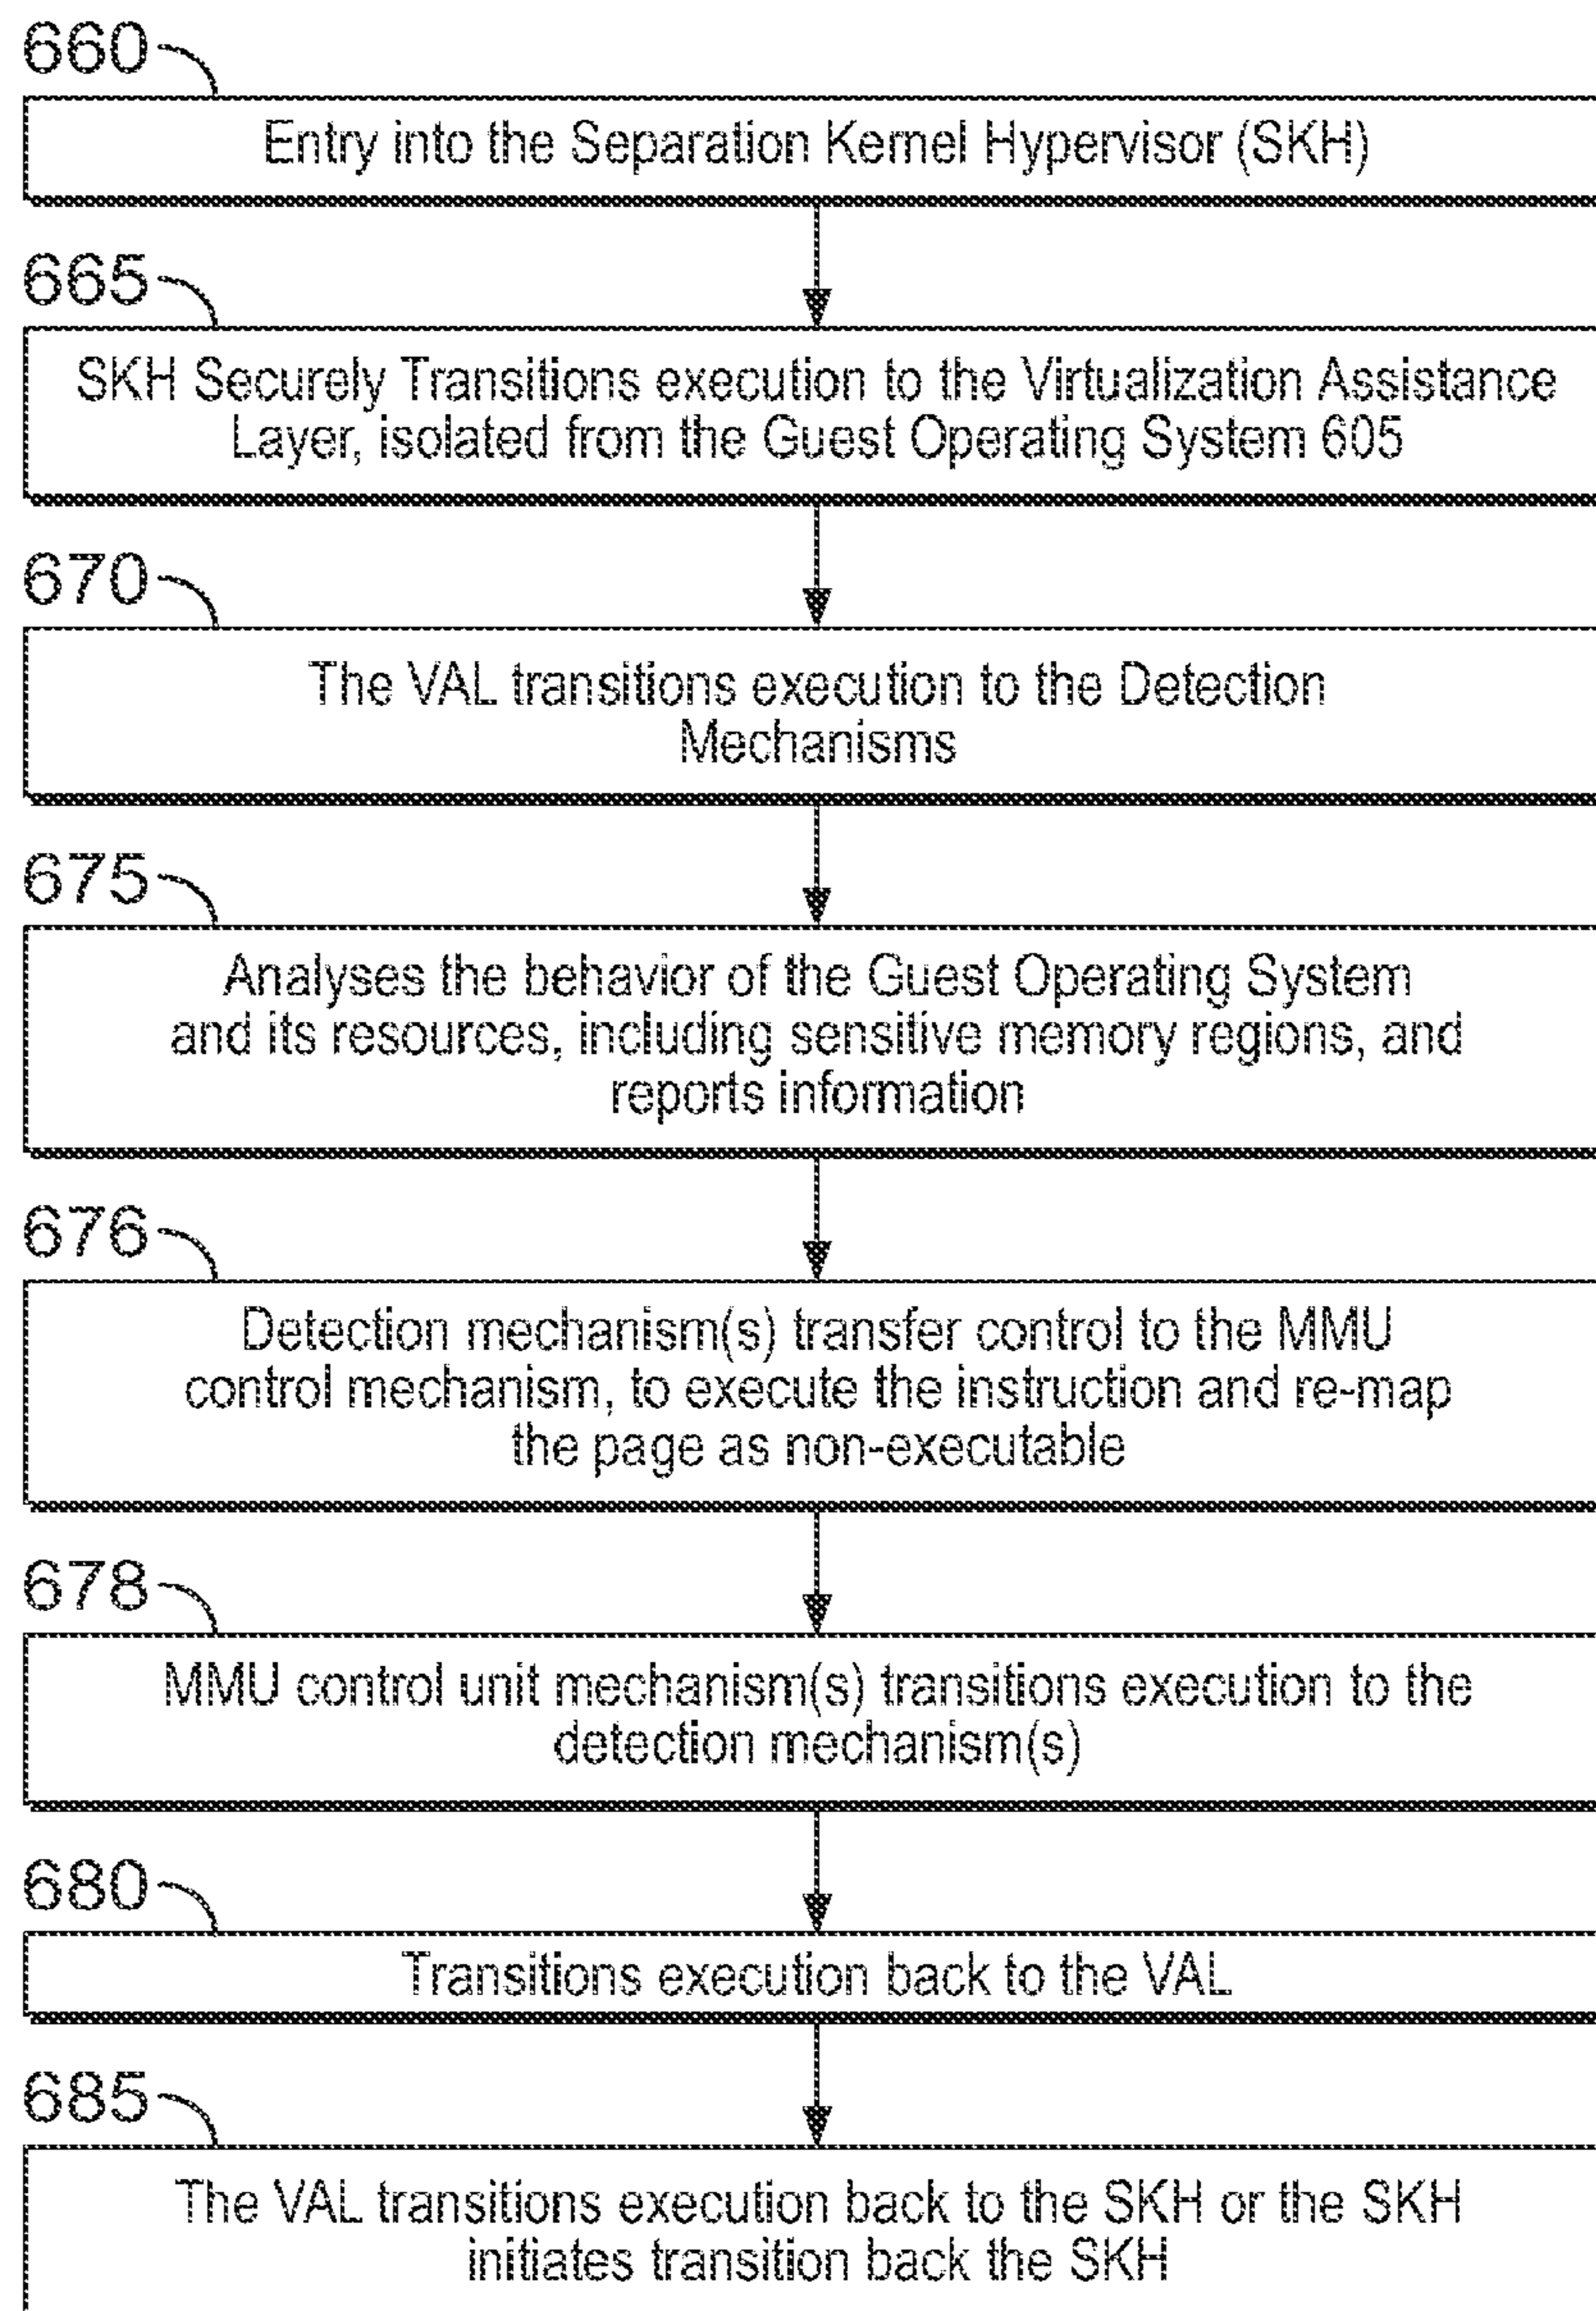 660
Entry into the Separation Kernel Hypervisor (SKH)
665
SKH Securely Transitions execution to the Virtualization Assistance
Layer, isolated from the Guest Operating System 605
670
The VAL transitions execution to the Detection
Mechanisms
675
Analyses the behavior of the Guest Operating System
and its resources, including sensitive memory regions, and
reports information
676
Detection mechanism(s) transfer control to the MMU
control mechanism, to execute the instruction and re-map
the page as non-executable
678
MMU control unit mechanism(s) transitions execution to the
detection mechanism(s)
680
Transitions execution back to the VAL
685
The VAL transitions execution back to the SKH or the SKH
initiates transition back the SKH